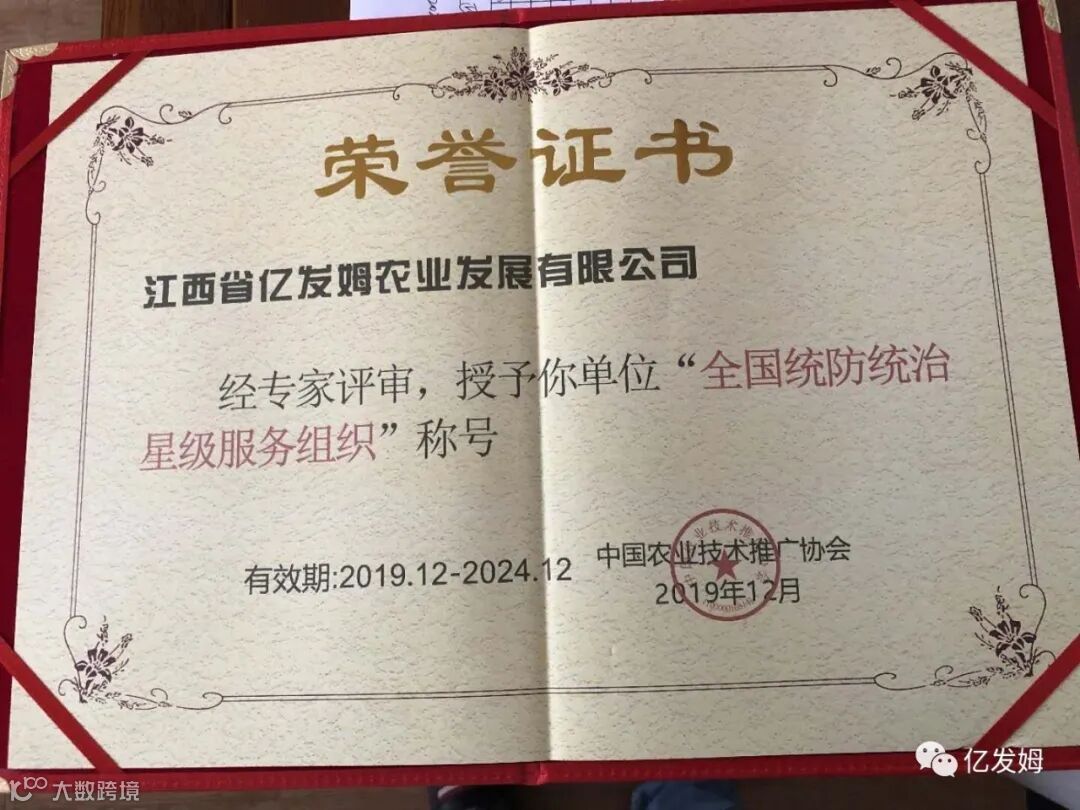 荣誉证书
江西省亿发姆农业发展有限公司
经专家评审，授予你单位“全国统防统治
星级服务组织”称号
中国农业技术推广协会
有效期:2019.12-2024.12
2019年12月
亿发姆
大数跨境